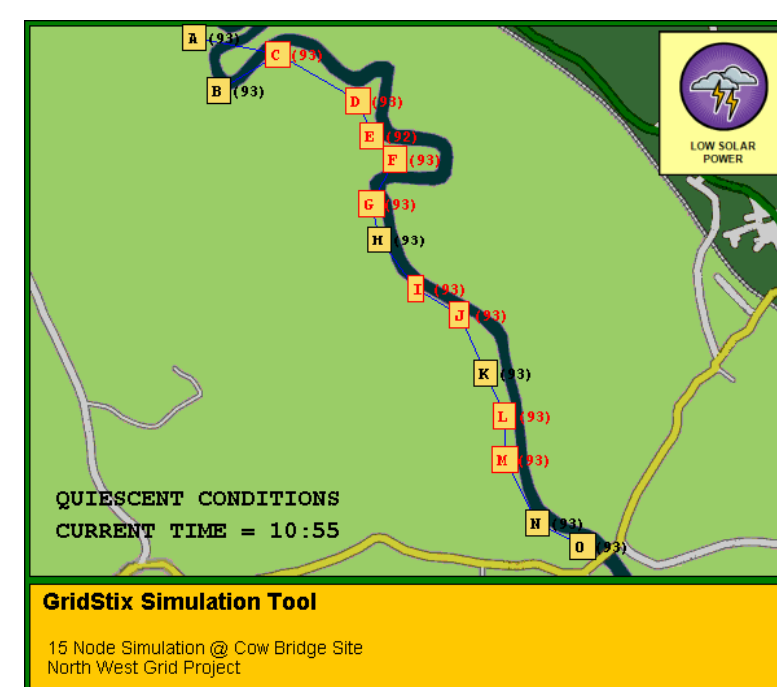 A (93)
C (93)
B (93)
D (93)
E (92)
F (93)
G (93)
H (93)
I (93)
J (93)
K (93)
L (93)
M (93)
N (93)
O (93)
LOW SOLAR
POWER
QUIESCENT CONDITIONS
CURRENT TIME = 10:55
GridStix Simulation Tool
15 Node Simulation @ Cow Bridge Site
North West Grid Project